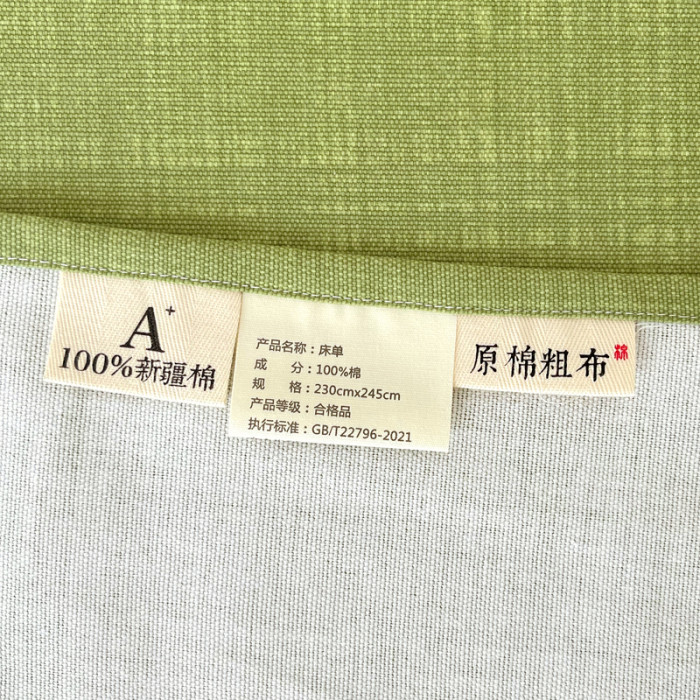 A+
100%新疆棉
产品名称：床单
成　　分：100%棉
规　　格：230cmx245cm
产品等级：合格品
执行标准：GB/T22796-2021
原棉粗布
棉